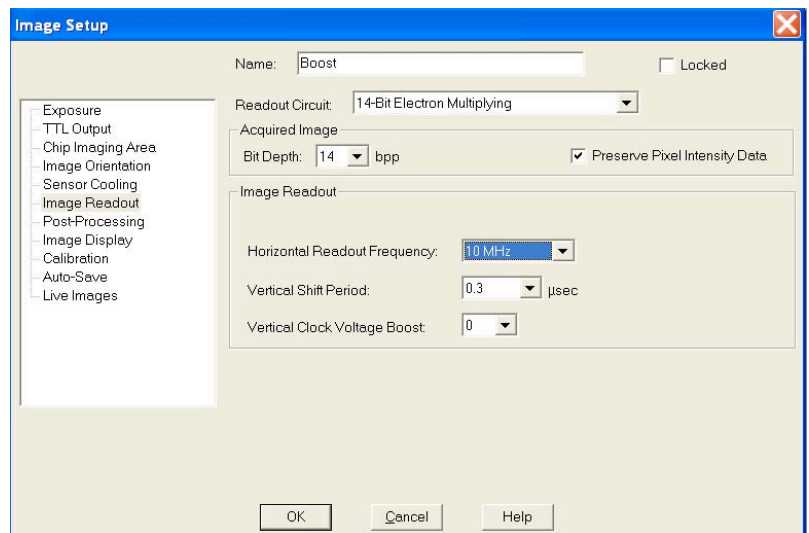 Image Setup
Name: Boost
Locked
Exposure
TTL Output
Chip Imaging Area
Image Orientation
Sensor Cooling
Image Readout
Post-Processing
Image Display
Calibration
Auto-Save
Live Images
Readout Circuit: 14-Bit Electron Multiplying
Acquired Image
Bit Depth: 14 bpp
Preserve Pixel Intensity Data
Image Readout
Horizontal Readout Frequency: 10 MHz
Vertical Shift Period: 0.3 µsec
Vertical Clock Voltage Boost: 0
OK
Cancel
Help